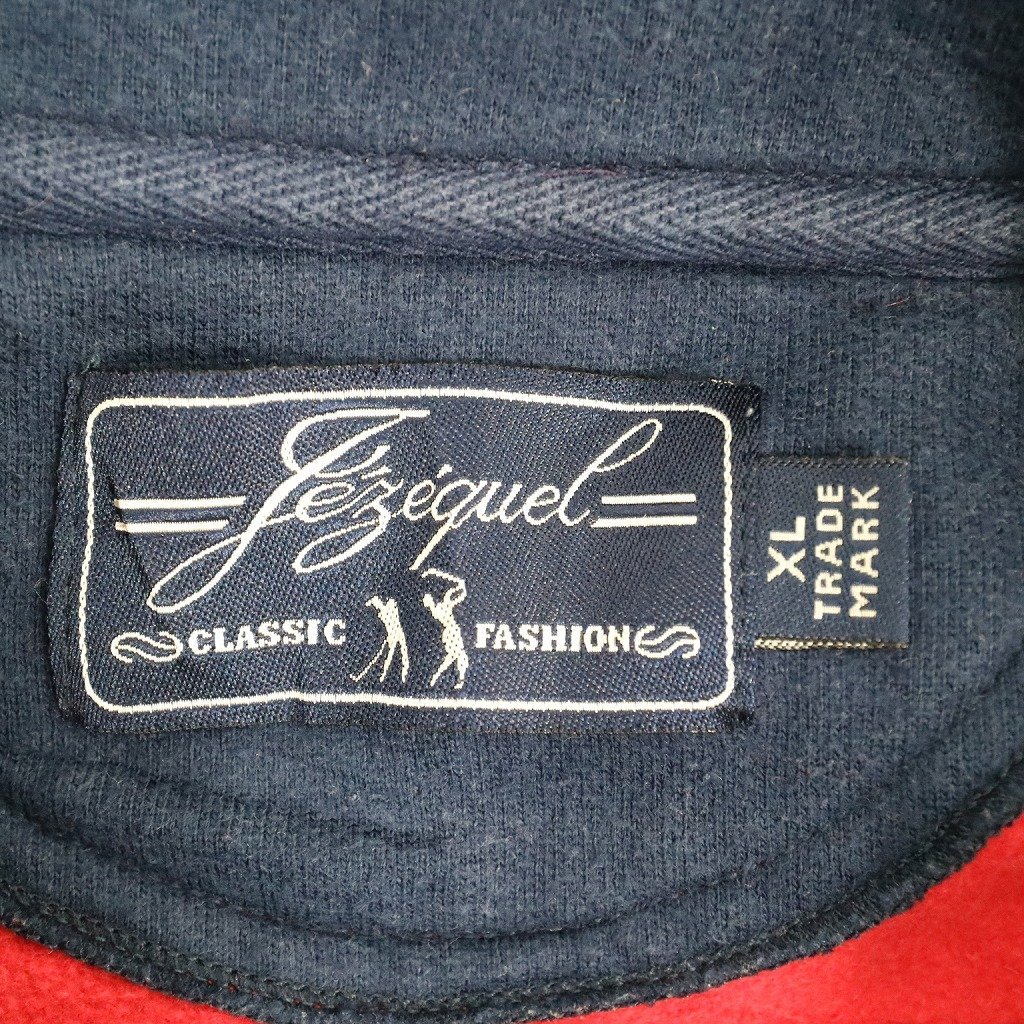 Jézéquel
CLASSIC FASHION
XL
TRADE
MARK